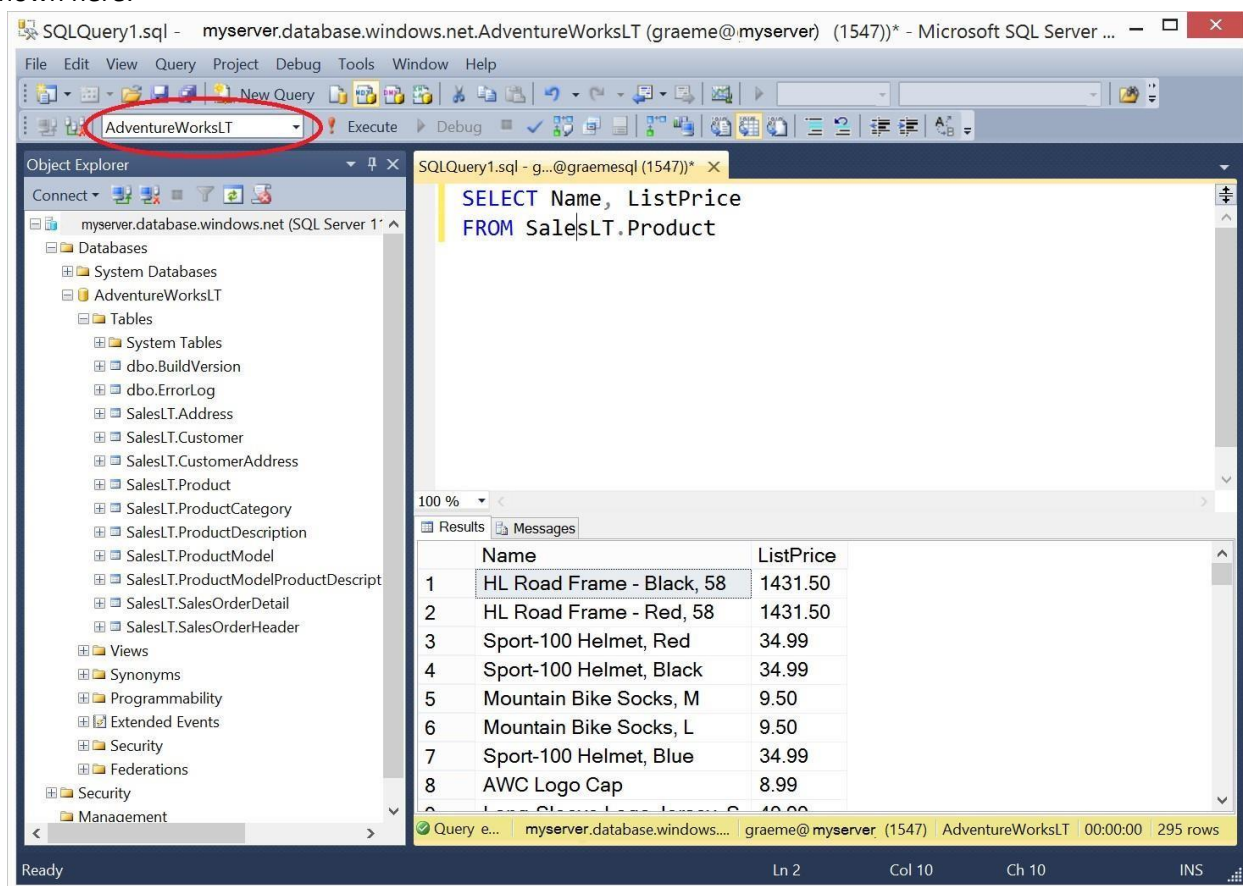 SQLQuery1.sql - myserver.database.windows.net.AdventureWorksLT (graeme@myserver) (1547))* - Microsoft SQL Server ...
File Edit View Query Project Debug Tools Window Help
New Query
AdventureWorksLT Execute Debug
Object Explorer
Connect
myserver.database.windows.net (SQL Server 11
Databases
System Databases
AdventureWorksLT
Tables
System Tables
dbo.BuildVersion
dbo.ErrorLog
SalesLT.Address
SalesLT.Customer
SalesLT.CustomerAddress
SalesLT.Product
SalesLT.ProductCategory
SalesLT.ProductDescription
SalesLT.ProductModel
SalesLT.ProductModelProductDescript
SalesLT.SalesOrderDetail
SalesLT.SalesOrderHeader
Views
Synonyms
Programmability
Extended Events
Security
Federations
Security
Management
SQLQuery1.sql - g...@graemesql (1547))*
SELECT Name, ListPrice
FROM SalesLT.Product
100 %
Results Messages
Name ListPrice
1 HL Road Frame - Black, 58 1431.50
2 HL Road Frame - Red, 58 1431.50
3 Sport-100 Helmet, Red 34.99
4 Sport-100 Helmet, Black 34.99
5 Mountain Bike Socks, M 9.50
6 Mountain Bike Socks, L 9.50
7 Sport-100 Helmet, Blue 34.99
8 AWC Logo Cap 8.99
Query e... myserver.database.windows.... graeme@myserver (1547) AdventureWorksLT 00:00:00 295 rows
Ready Ln 2 Col 10 Ch 10 INS